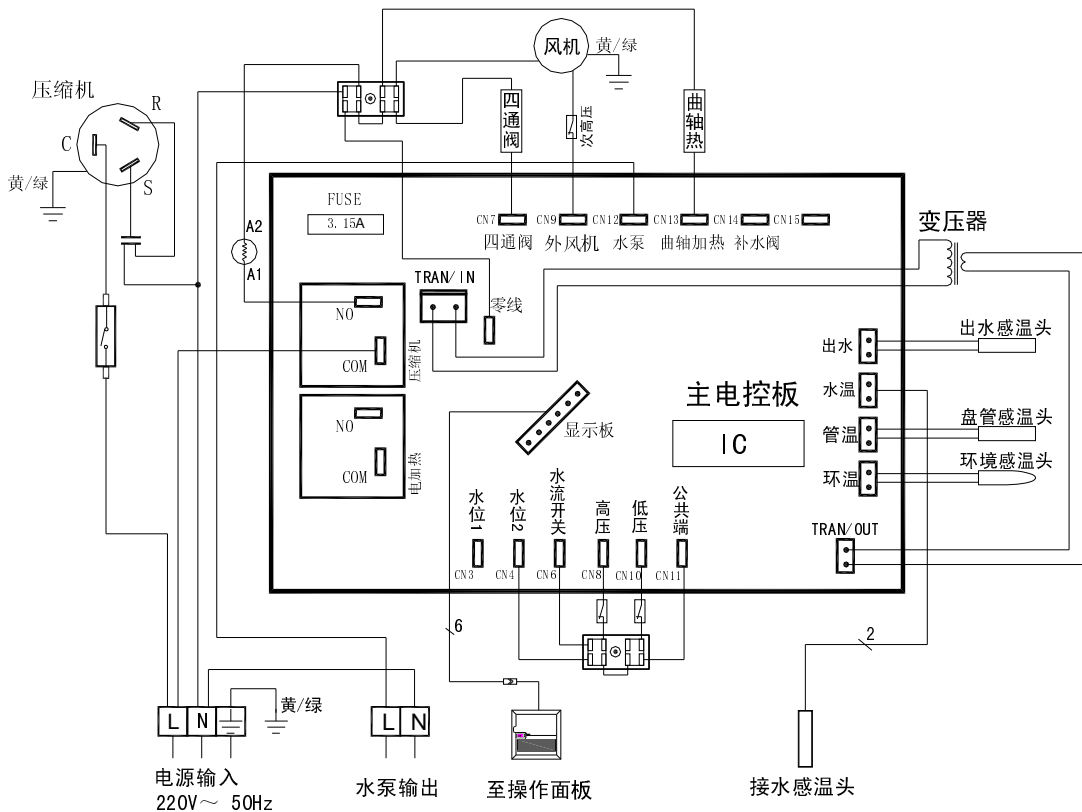 风机
黄/绿
压缩机
R
C
S
黄/绿
四通阀
次高压
曲轴热
FUSE
3.15A
CN7
CN9
CN12
CN13
CN14
CN15
四通阀
外风机
水泵
曲轴加热
补水阀
变压器
A2
A1
TRAN/IN
零线
NO
COM
压缩机
出水
出水感温头
水温
主电控板
IC
管温
盘管感温头
环温
环境感温头
显示板
NO
COM
电加热
水位1
水位2
水流开关
高压
低压
公共端
TRAN/OUT
CN3
CN4
CN6
CN8
CN10
CN11
6
2
L
N
黄/绿
L
N
电源输入
220V～ 50Hz
水泵输出
至操作面板
接水感温头